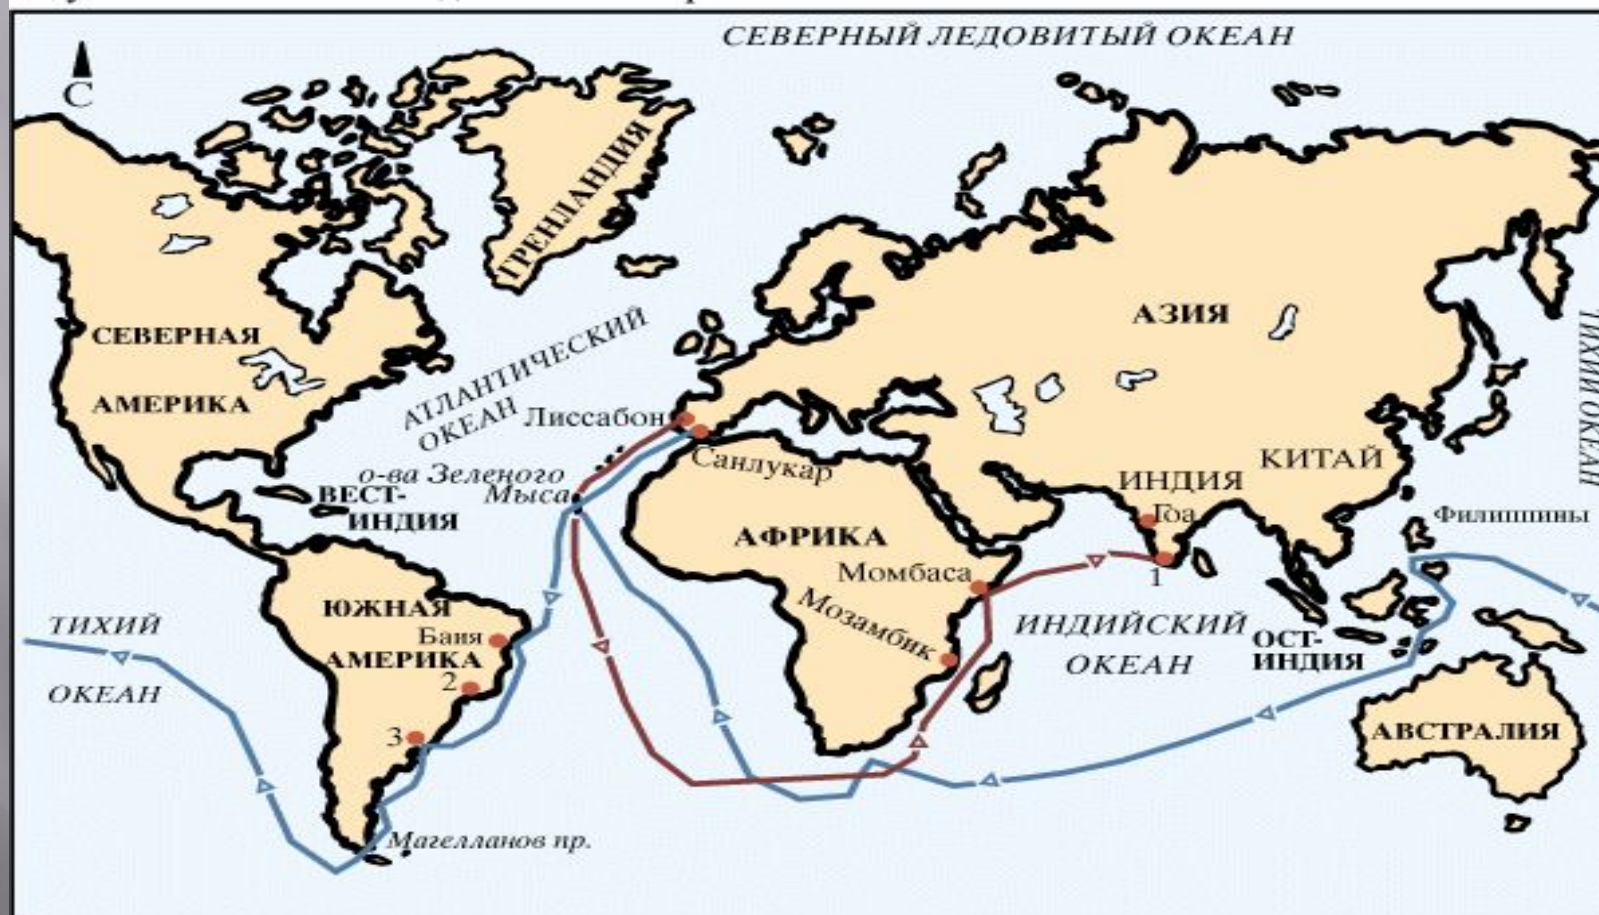 СЕВЕРНЫЙ ЛЕДОВИТЫЙ ОКЕАН
С
ГРЕНЛАНДИЯ
СЕВЕРНАЯ
АМЕРИКА
АТЛАНТИЧЕСКИЙ
ОКЕАН
АЗИЯ
ТИХИЙ ОКЕАН
Лиссабон
Санлукар
о-ва Зеленого
Мыса
ВЕСТ-
ИНДИЯ
КИТАЙ
ИНДИЯ
Гоа
1
Филиппины
АФРИКА
Момбаса
Мозамбик
ИНДИЙСКИЙ
ОКЕАН
ОСТ-
ИНДИЯ
ТИХИЙ
ОКЕАН
ЮЖНАЯ
Баия
АМЕРИКА
2
3
АВСТРАЛИЯ
Магелланов пр.